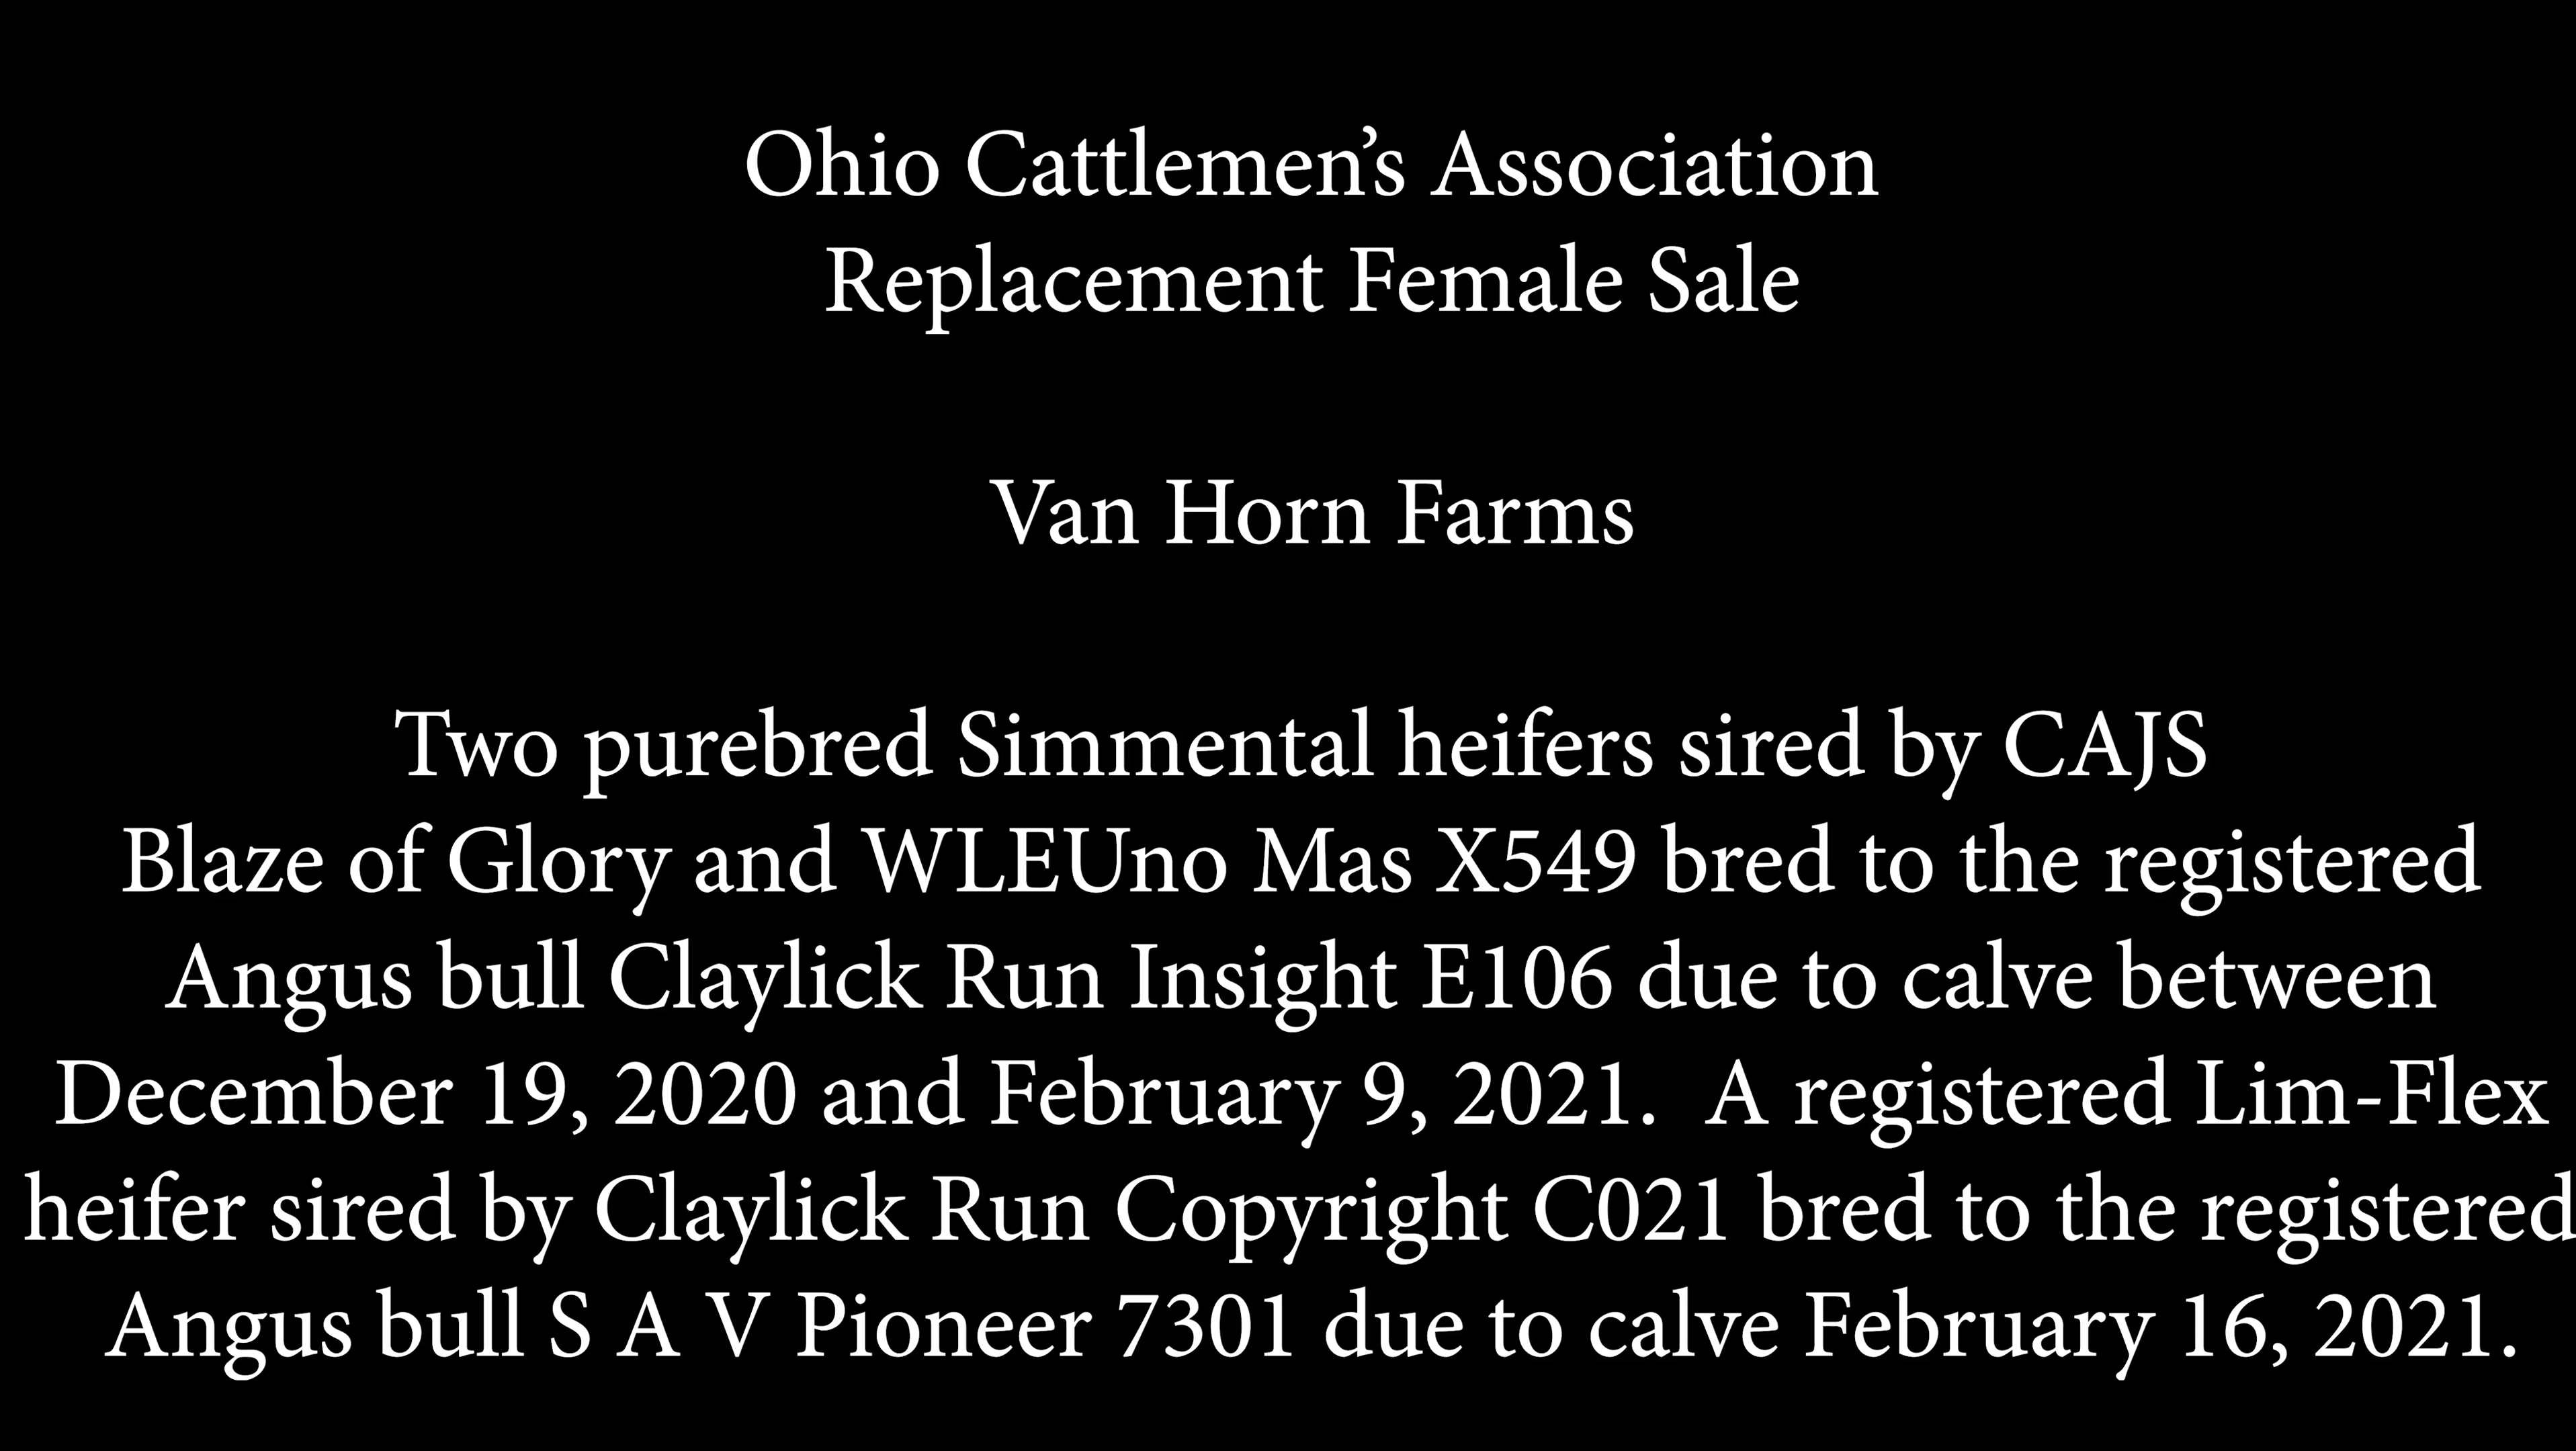 Ohio Cattlemen’s Association
Replacement Female Sale
Van Horn Farms
Two purebred Simmental heifers sired by CAJS
Blaze of Glory and WLEUno Mas X549 bred to the registered
Angus bull Claylick Run Insight E106 due to calve between
December 19, 2020 and February 9, 2021.  A registered Lim-Flex
heifer sired by Claylick Run Copyright C021 bred to the registered
Angus bull S A V Pioneer 7301 due to calve February 16, 2021.